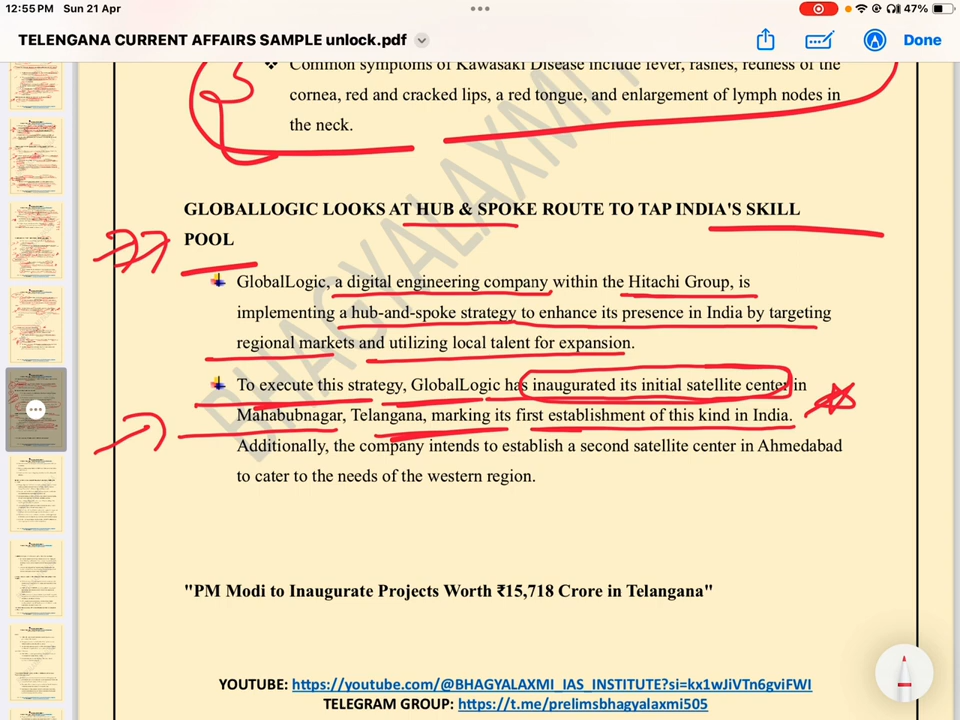 12:55 PM Sun 21 Apr
47%
TELENGANA CURRENT AFFAIRS SAMPLE unlock.pdf
Done
Common symptoms of Kawasaki Disease include fever, rashes, redness of the
cornea, red and cracked lips, a red tongue, and enlargement of lymph nodes in
the neck.
GLOBALLOGIC LOOKS AT HUB & SPOKE ROUTE TO TAP INDIA'S SKILL
POOL
GlobalLogic, a digital engineering company within the Hitachi Group, is
implementing a hub-and-spoke strategy to enhance its presence in India by targeting
regional markets and utilizing local talent for expansion.
To execute this strategy, GlobalLogic has inaugurated its initial satellite center in
Mahabubnagar, Telangana, marking its first establishment of this kind in India.
Additionally, the company intends to establish a second satellite center in Ahmedabad
to cater to the needs of the western region.
"PM Modi to Inaugurate Projects Worth ₹15,718 Crore in Telangana"
YOUTUBE: https://youtube.com/@BHAGYALAXMI_IAS_INSTITUTE?si=kx1wJiVTn6gviFWI
TELEGRAM GROUP: https://t.me/prelimsbhagyalaxmi505
BHAGYALAXMI